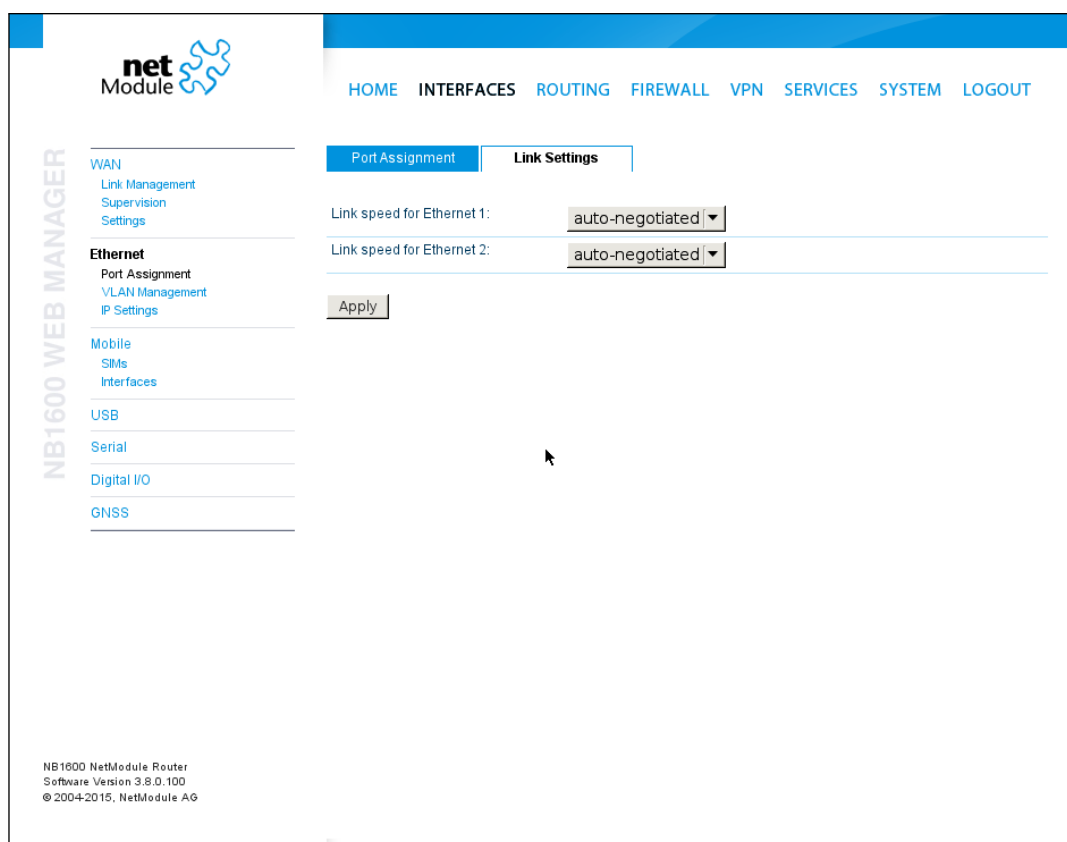 net
Module
HOME INTERFACES ROUTING FIREWALL VPN SERVICES SYSTEM LOGOUT
NB1600 WEB MANAGER
WAN
Link Management
Supervision
Settings
Ethernet
Port Assignment
VLAN Management
IP Settings
Mobile
SIMs
Interfaces
USB
Serial
Digital I/O
GNSS
Port Assignment Link Settings
Link speed for Ethernet 1: auto-negotiated
Link speed for Ethernet 2: auto-negotiated
Apply
NB1600 NetModule Router
Software Version 3.8.0.100
© 2004-2015, NetModule AG